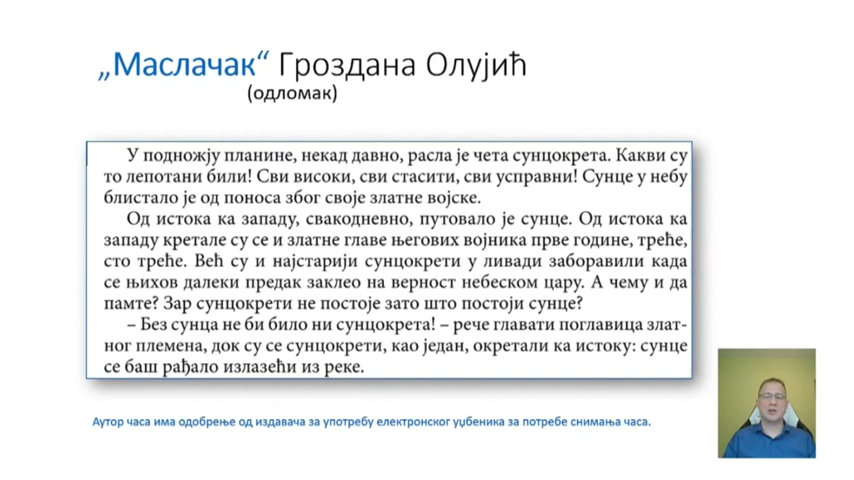 „Маслачак“ Гроздана Олујић
(одломак)
У подножју планине, некад давно, расла је чета сунцокрета. Какви су
то лепотани били! Сви високи, сви стасити, сви усправни! Сунце у небу
блистало је од поноса због своје златне војске.
Од истока ка западу, свакодневно, путовало је сунце. Од истока ка
западу кретале су се и златне главе његових војника прве године, треће,
сто треће. Већ су и најстарији сунцокрети у ливади заборавили када
се њихов далеки предак заклео на верност небеском цару. А чему и да
памте? Зар сунцокрети не постоје зато што постоји сунце?
– Без сунца не би било ни сунцокрета! – рече главати поглавица злат-
ног племена, док су се сунцокрети, као један, окретали ка истоку: сунце
се баш рађало излазећи из реке.
Аутор часа има одобрење од издавача за употребу електронског уџбеника за потребе снимања часа.